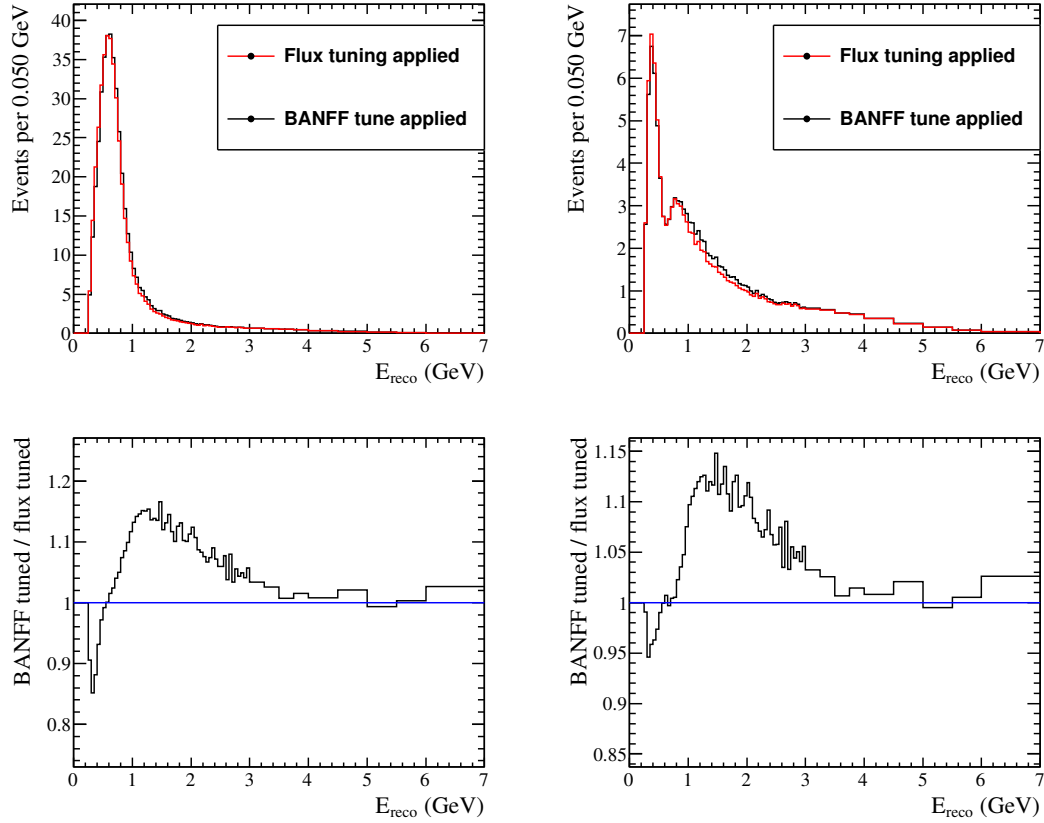 Events per 0.050 GeV
40
35
30
25
20
15
10
5
0
Flux tuning applied
BANFF tune applied
0 1 2 3 4 5 6 7
E_reco (GeV)
Events per 0.050 GeV
7
6
5
4
3
2
1
0
Flux tuning applied
BANFF tune applied
0 1 2 3 4 5 6 7
E_reco (GeV)
BANFF tuned / flux tuned
1.2
1.1
1
0.9
0.8
0 1 2 3 4 5 6 7
E_reco (GeV)
BANFF tuned / flux tuned
1.15
1.1
1.05
1
0.95
0.9
0.85
0 1 2 3 4 5 6 7
E_reco (GeV)